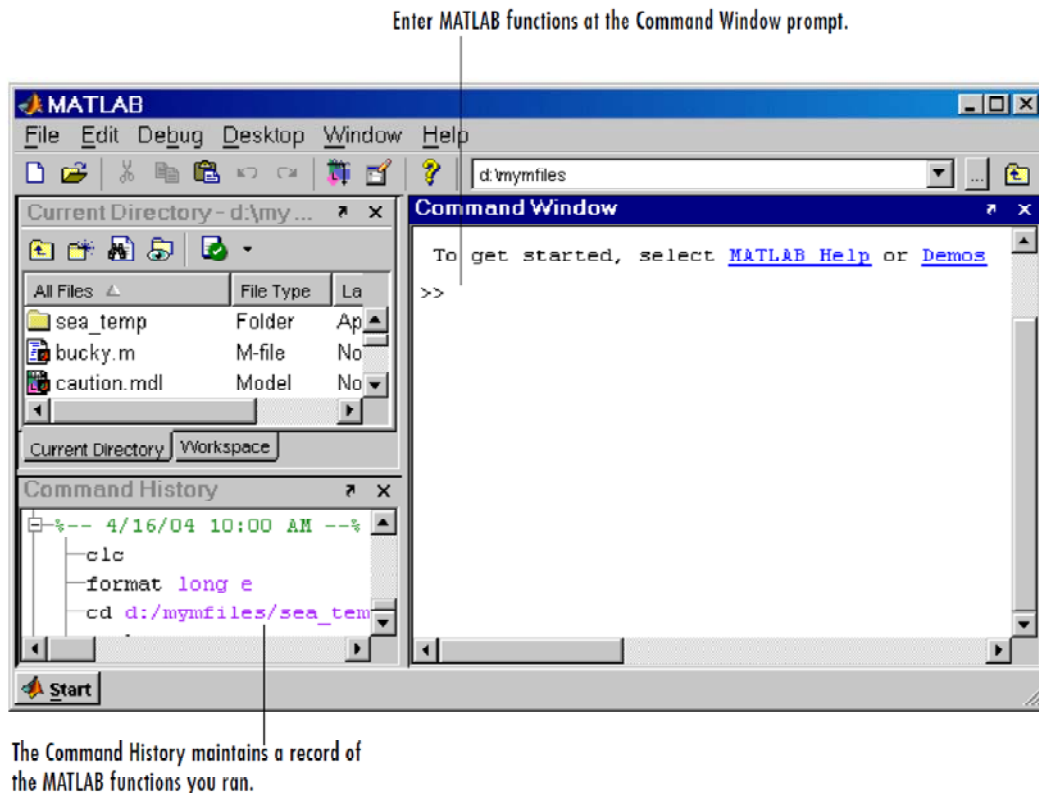 Enter MATLAB functions at the Command Window prompt.
MATLAB
File Edit Debug Desktop Window Help
d:\mymfiles
...
Current Directory - d:\my ...
All Files File Type La
sea_temp Folder Ap
bucky.m M-file No
caution.mdl Model No
Current Directory Workspace
Command History
%-- 4/16/04 10:00 AM --%
clc
format long e
cd d:/mymfiles/sea_tem
Command Window
To get started, select MATLAB Help or Demos
>>
Start
The Command History maintains a record of
the MATLAB functions you ran.